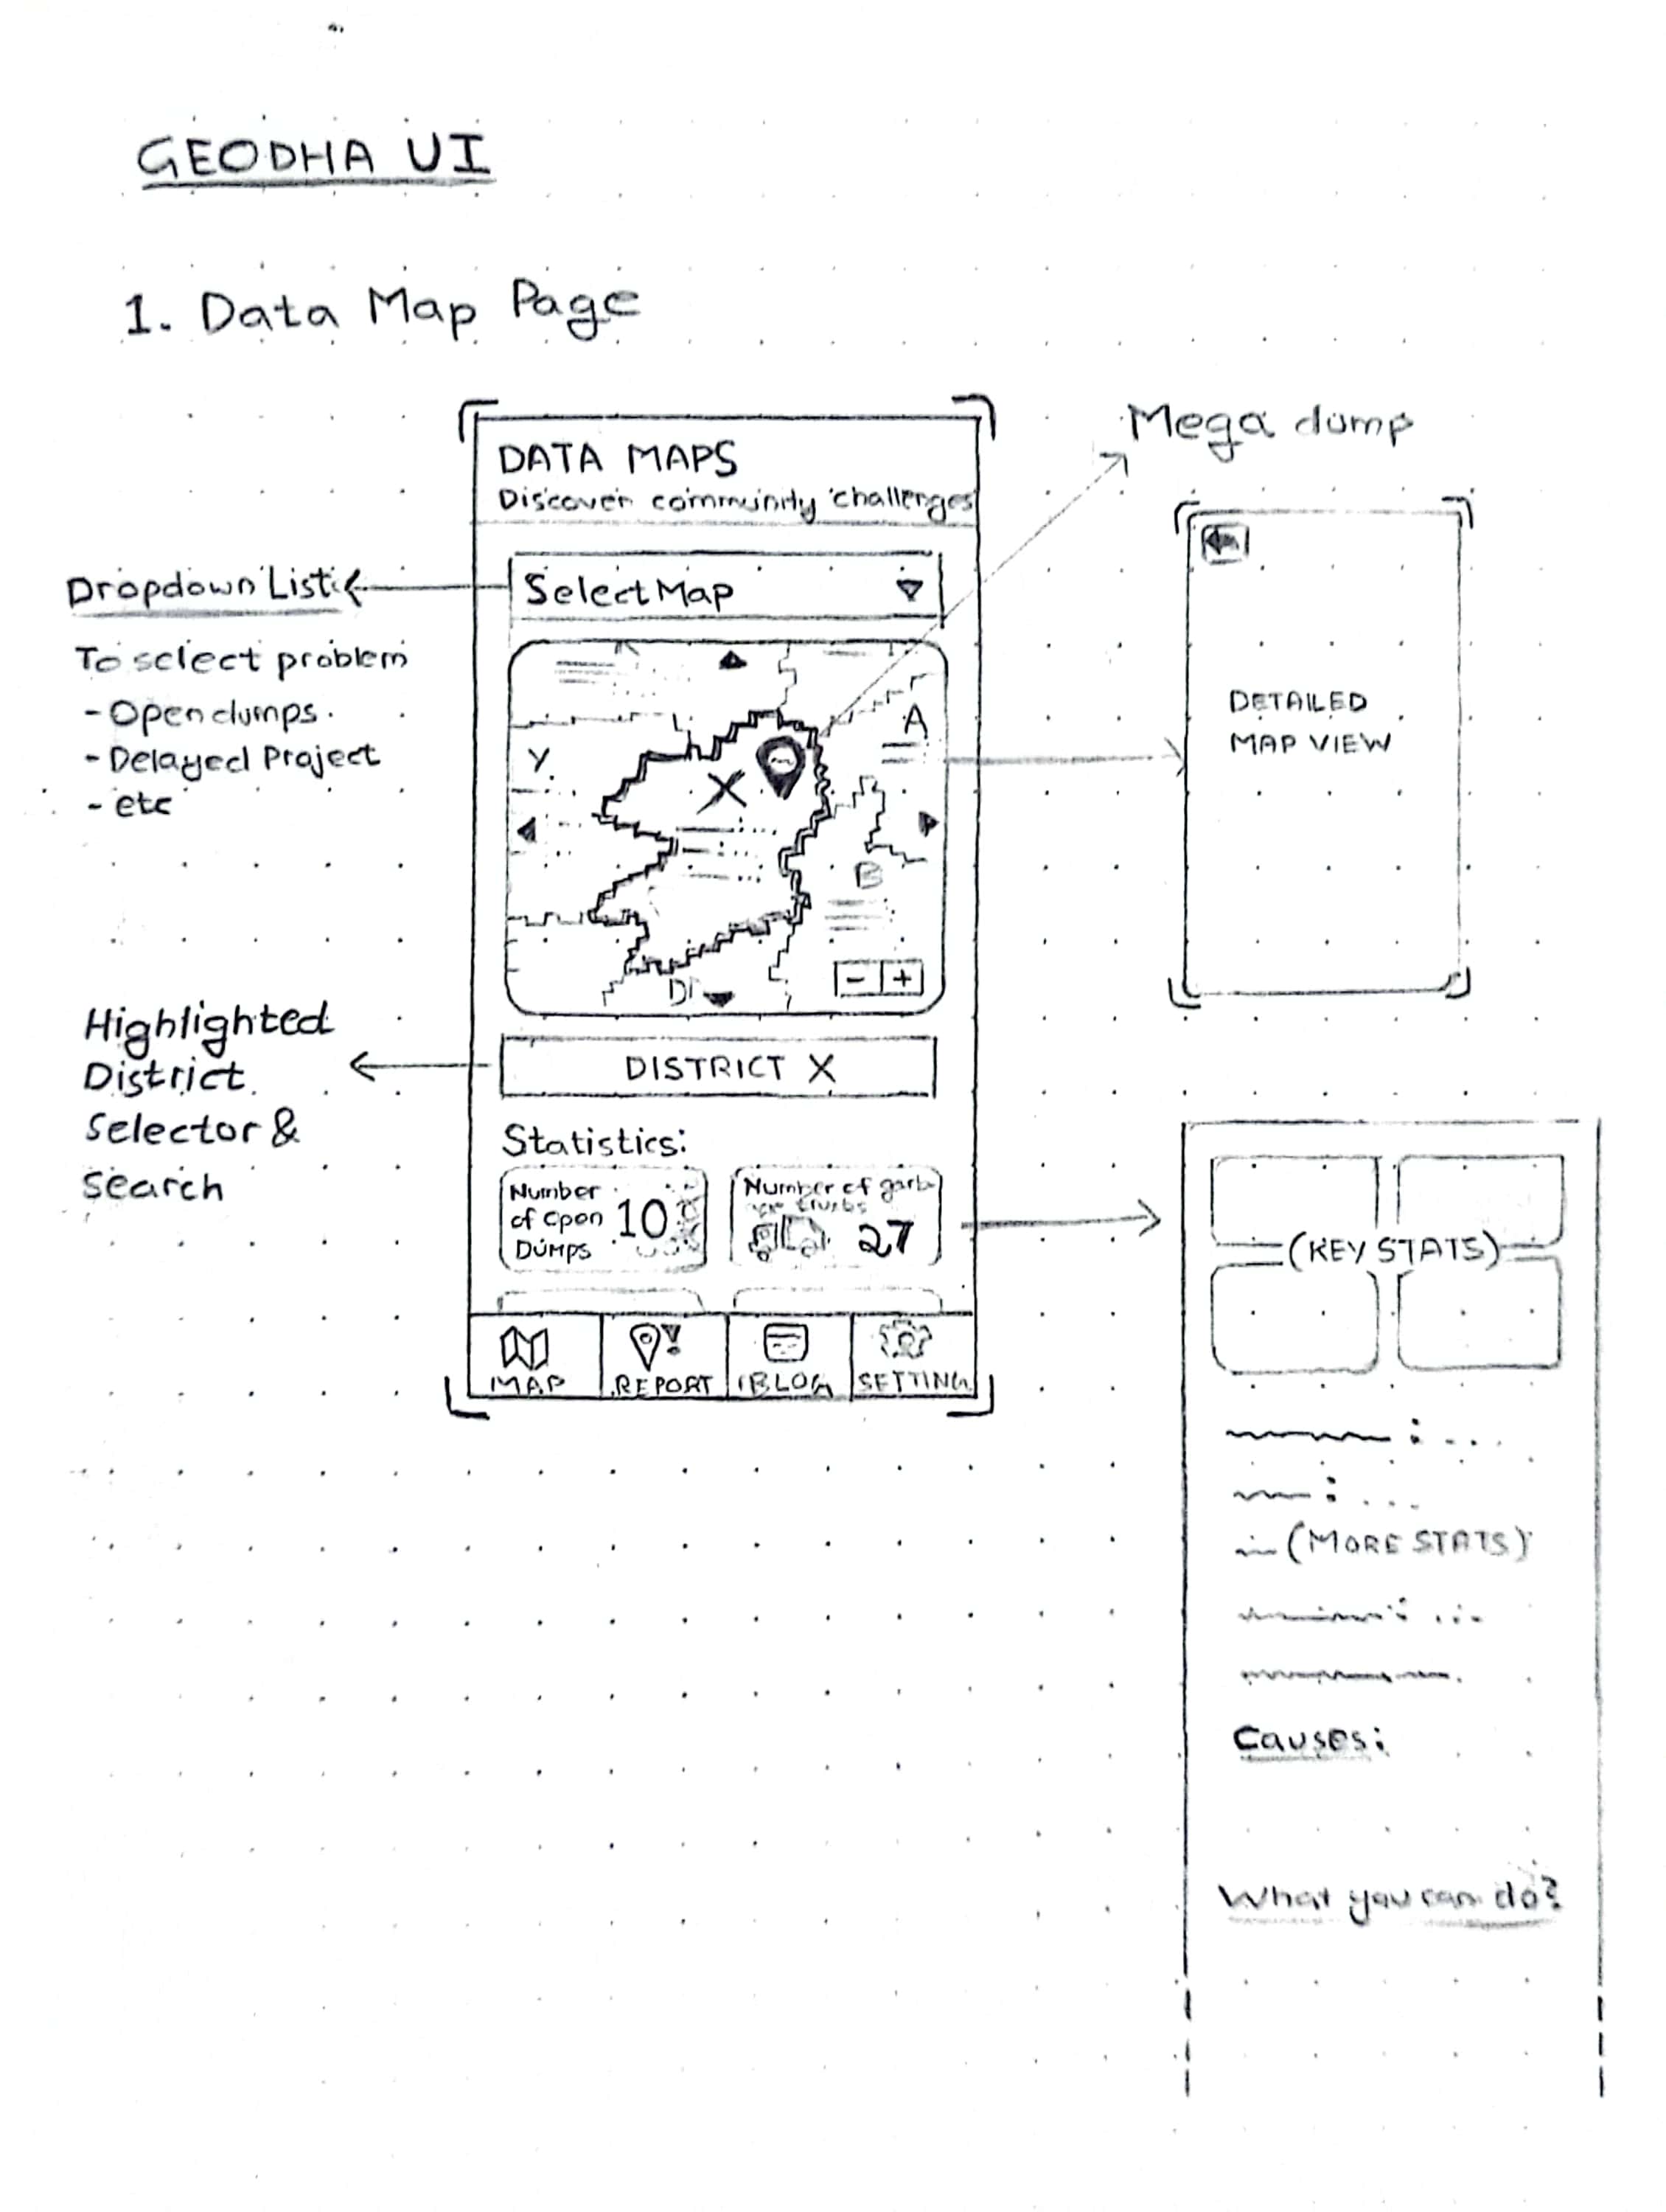 GEODHA UI
1. Data Map Page
DATA MAPS
Discover community challenges
Select Map
Y
X
A
B
D
- +
DISTRICT X
Statistics:
Number
of open
DUMPS
10
Number of garb
27
MAP
REPORT
BLOG
SETTING
Dropdown List:
To select problem
- Open dumps.
- Delayed Project
- etc
Highlighted
District
Selector &
Search
Mega dump
DETAILED
MAP VIEW
(KEY STATS)
(MORE STATS)
Causes:
What you can do?